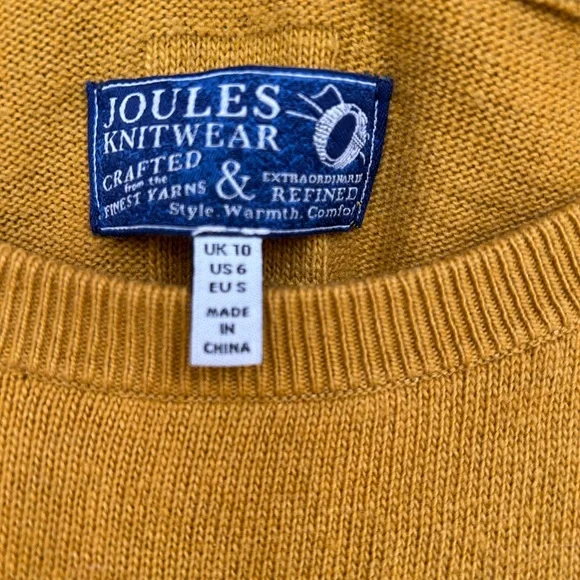 JOULES
KNITWEAR
CRAFTED
from the
FINEST YARNS
&
EXTRAORDINARILY
REFINED
Style. Warmth. Comfort
UK 10
US 6
EU S
MADE
IN
CHINA